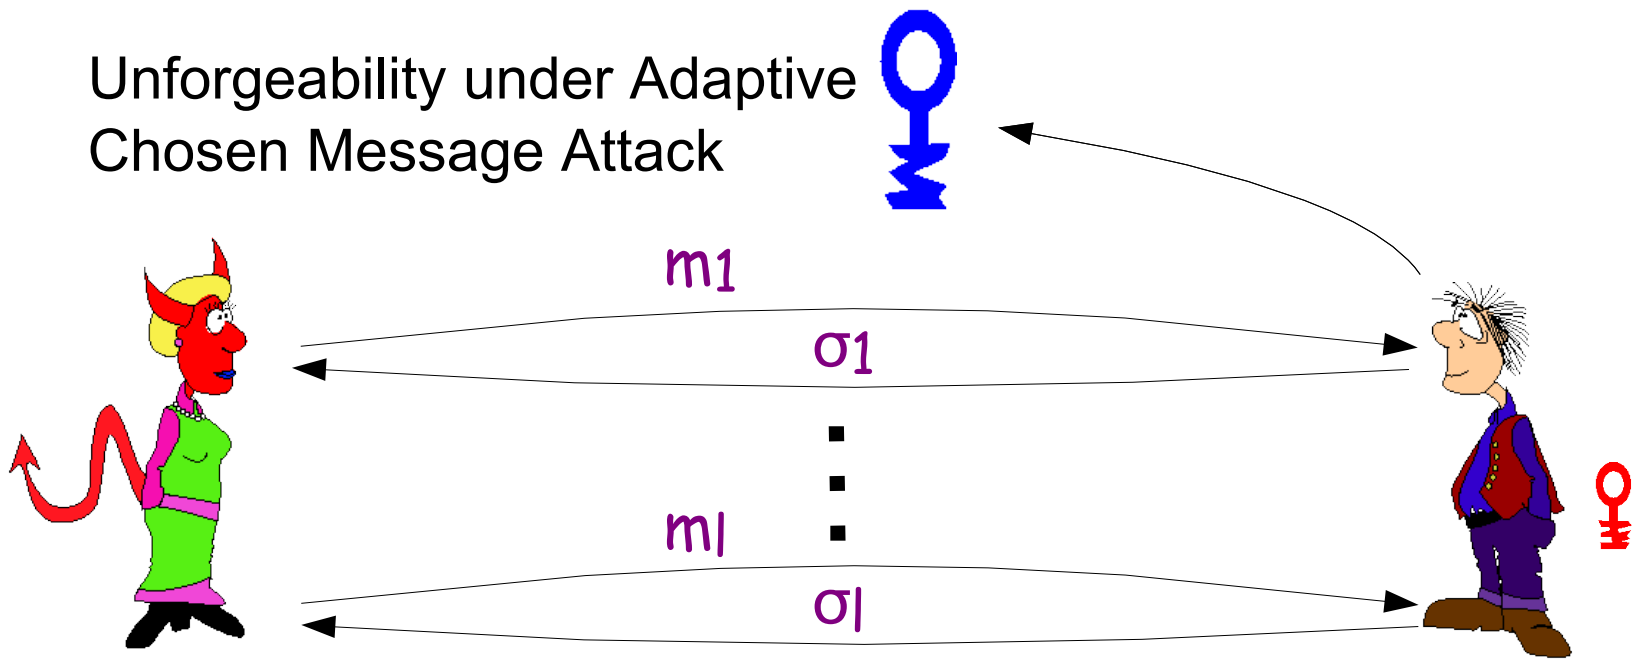 Unforgeability under Adaptive
Chosen Message Attack
m1
σ1
ml
σl